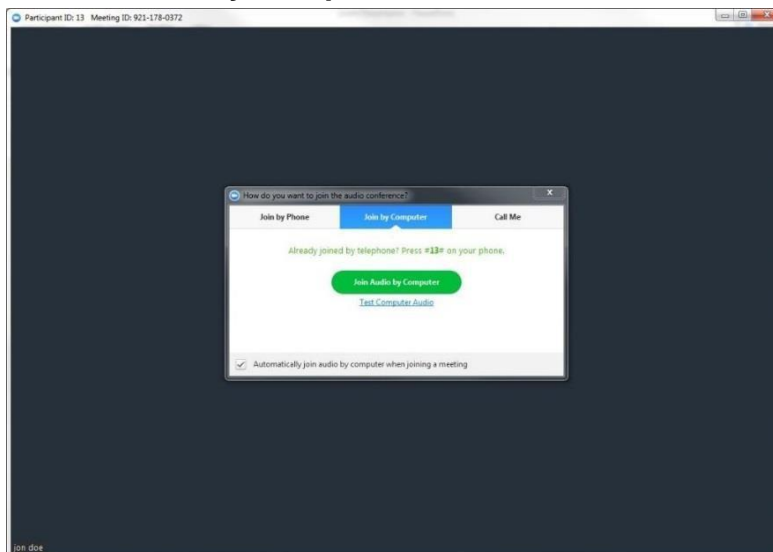 Participant ID: 13 Meeting ID: 921-178-0372
How do you want to join the audio conference?
Join by Phone
Join by Computer
Call Me
Already joined by telephone? Press #13# on your phone.
Join Audio by Computer
Test Computer Audio
Automatically join audio by computer when joining a meeting
jon doe